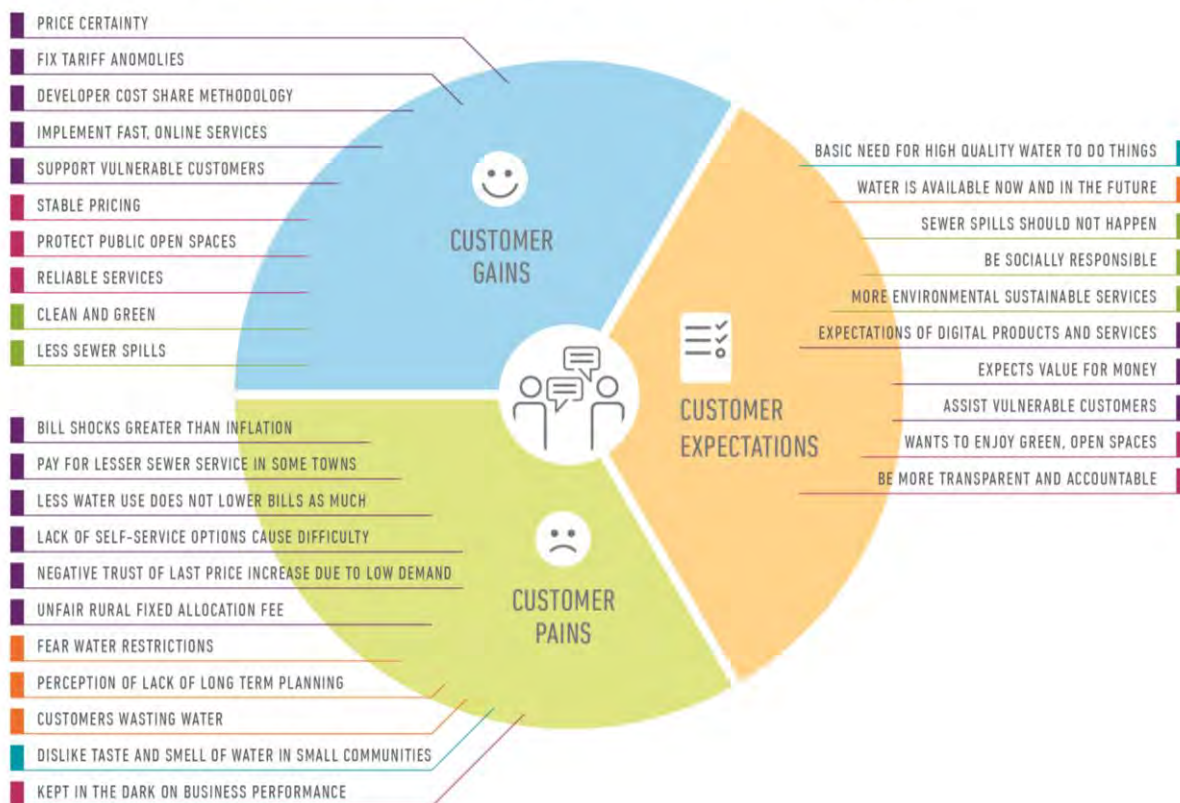 PRICE CERTAINTY
FIX TARIFF ANOMOLIES
DEVELOPER COST SHARE METHODOLOGY
IMPLEMENT FAST, ONLINE SERVICES
SUPPORT VULNERABLE CUSTOMERS
STABLE PRICING
PROTECT PUBLIC OPEN SPACES
RELIABLE SERVICES
CLEAN AND GREEN
LESS SEWER SPILLS
CUSTOMER
GAINS
BASIC NEED FOR HIGH QUALITY WATER TO DO THINGS
WATER IS AVAILABLE NOW AND IN THE FUTURE
SEWER SPILLS SHOULD NOT HAPPEN
BE SOCIALLY RESPONSIBLE
MORE ENVIRONMENTAL SUSTAINABLE SERVICES
EXPECTATIONS OF DIGITAL PRODUCTS AND SERVICES
EXPECTS VALUE FOR MONEY
ASSIST VULNERABLE CUSTOMERS
WANTS TO ENJOY GREEN, OPEN SPACES
BE MORE TRANSPARENT AND ACCOUNTABLE
CUSTOMER
EXPECTATIONS
BILL SHOCKS GREATER THAN INFLATION
PAY FOR LESSER SEWER SERVICE IN SOME TOWNS
LESS WATER USE DOES NOT LOWER BILLS AS MUCH
LACK OF SELF-SERVICE OPTIONS CAUSE DIFFICULTY
NEGATIVE TRUST OF LAST PRICE INCREASE DUE TO LOW DEMAND
UNFAIR RURAL FIXED ALLOCATION FEE
FEAR WATER RESTRICTIONS
PERCEPTION OF LACK OF LONG TERM PLANNING
CUSTOMERS WASTING WATER
DISLIKE TASTE AND SMELL OF WATER IN SMALL COMMUNITIES
KEPT IN THE DARK ON BUSINESS PERFORMANCE
CUSTOMER
PAINS